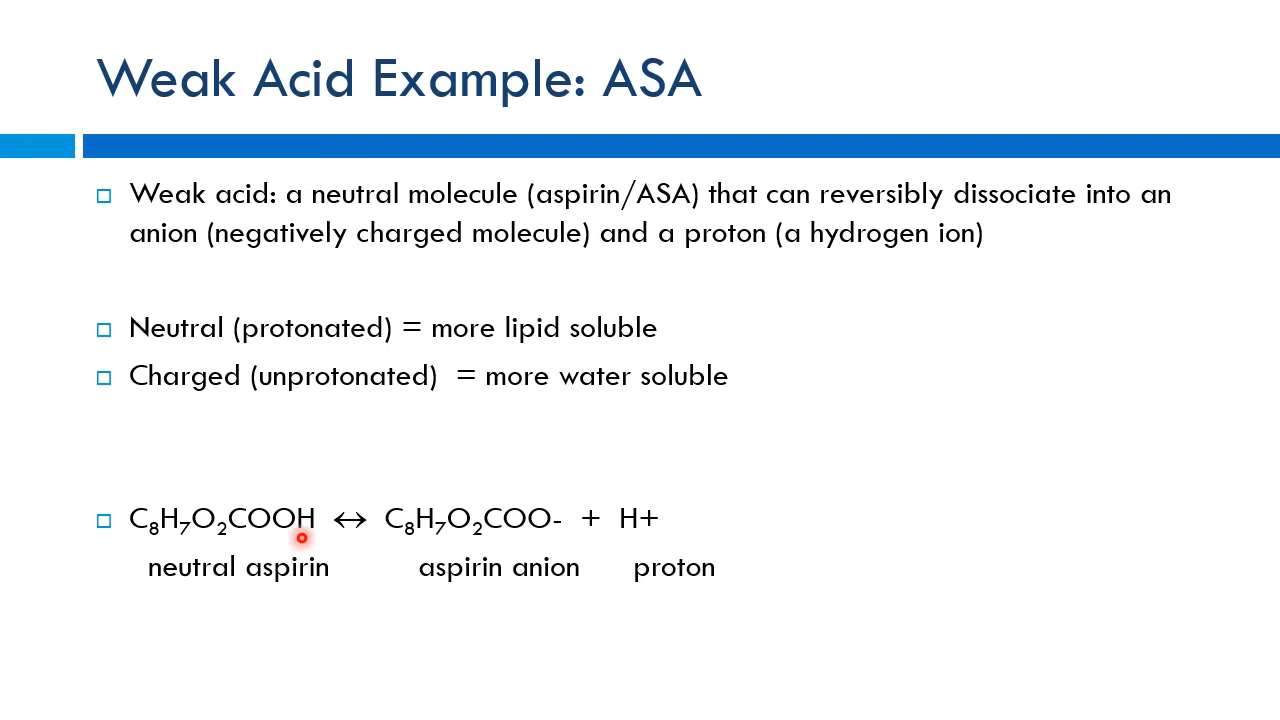 Weak Acid Example: ASA
Weak acid: a neutral molecule (aspirin/ASA) that can reversibly dissociate into an
anion (negatively charged molecule) and a proton (a hydrogen ion)
Neutral (protonated) = more lipid soluble
Charged (unprotonated)  = more water soluble
C₈H₇O₂COOH ↔ C₈H₇O₂COO- + H+
neutral aspirin aspirin anion proton